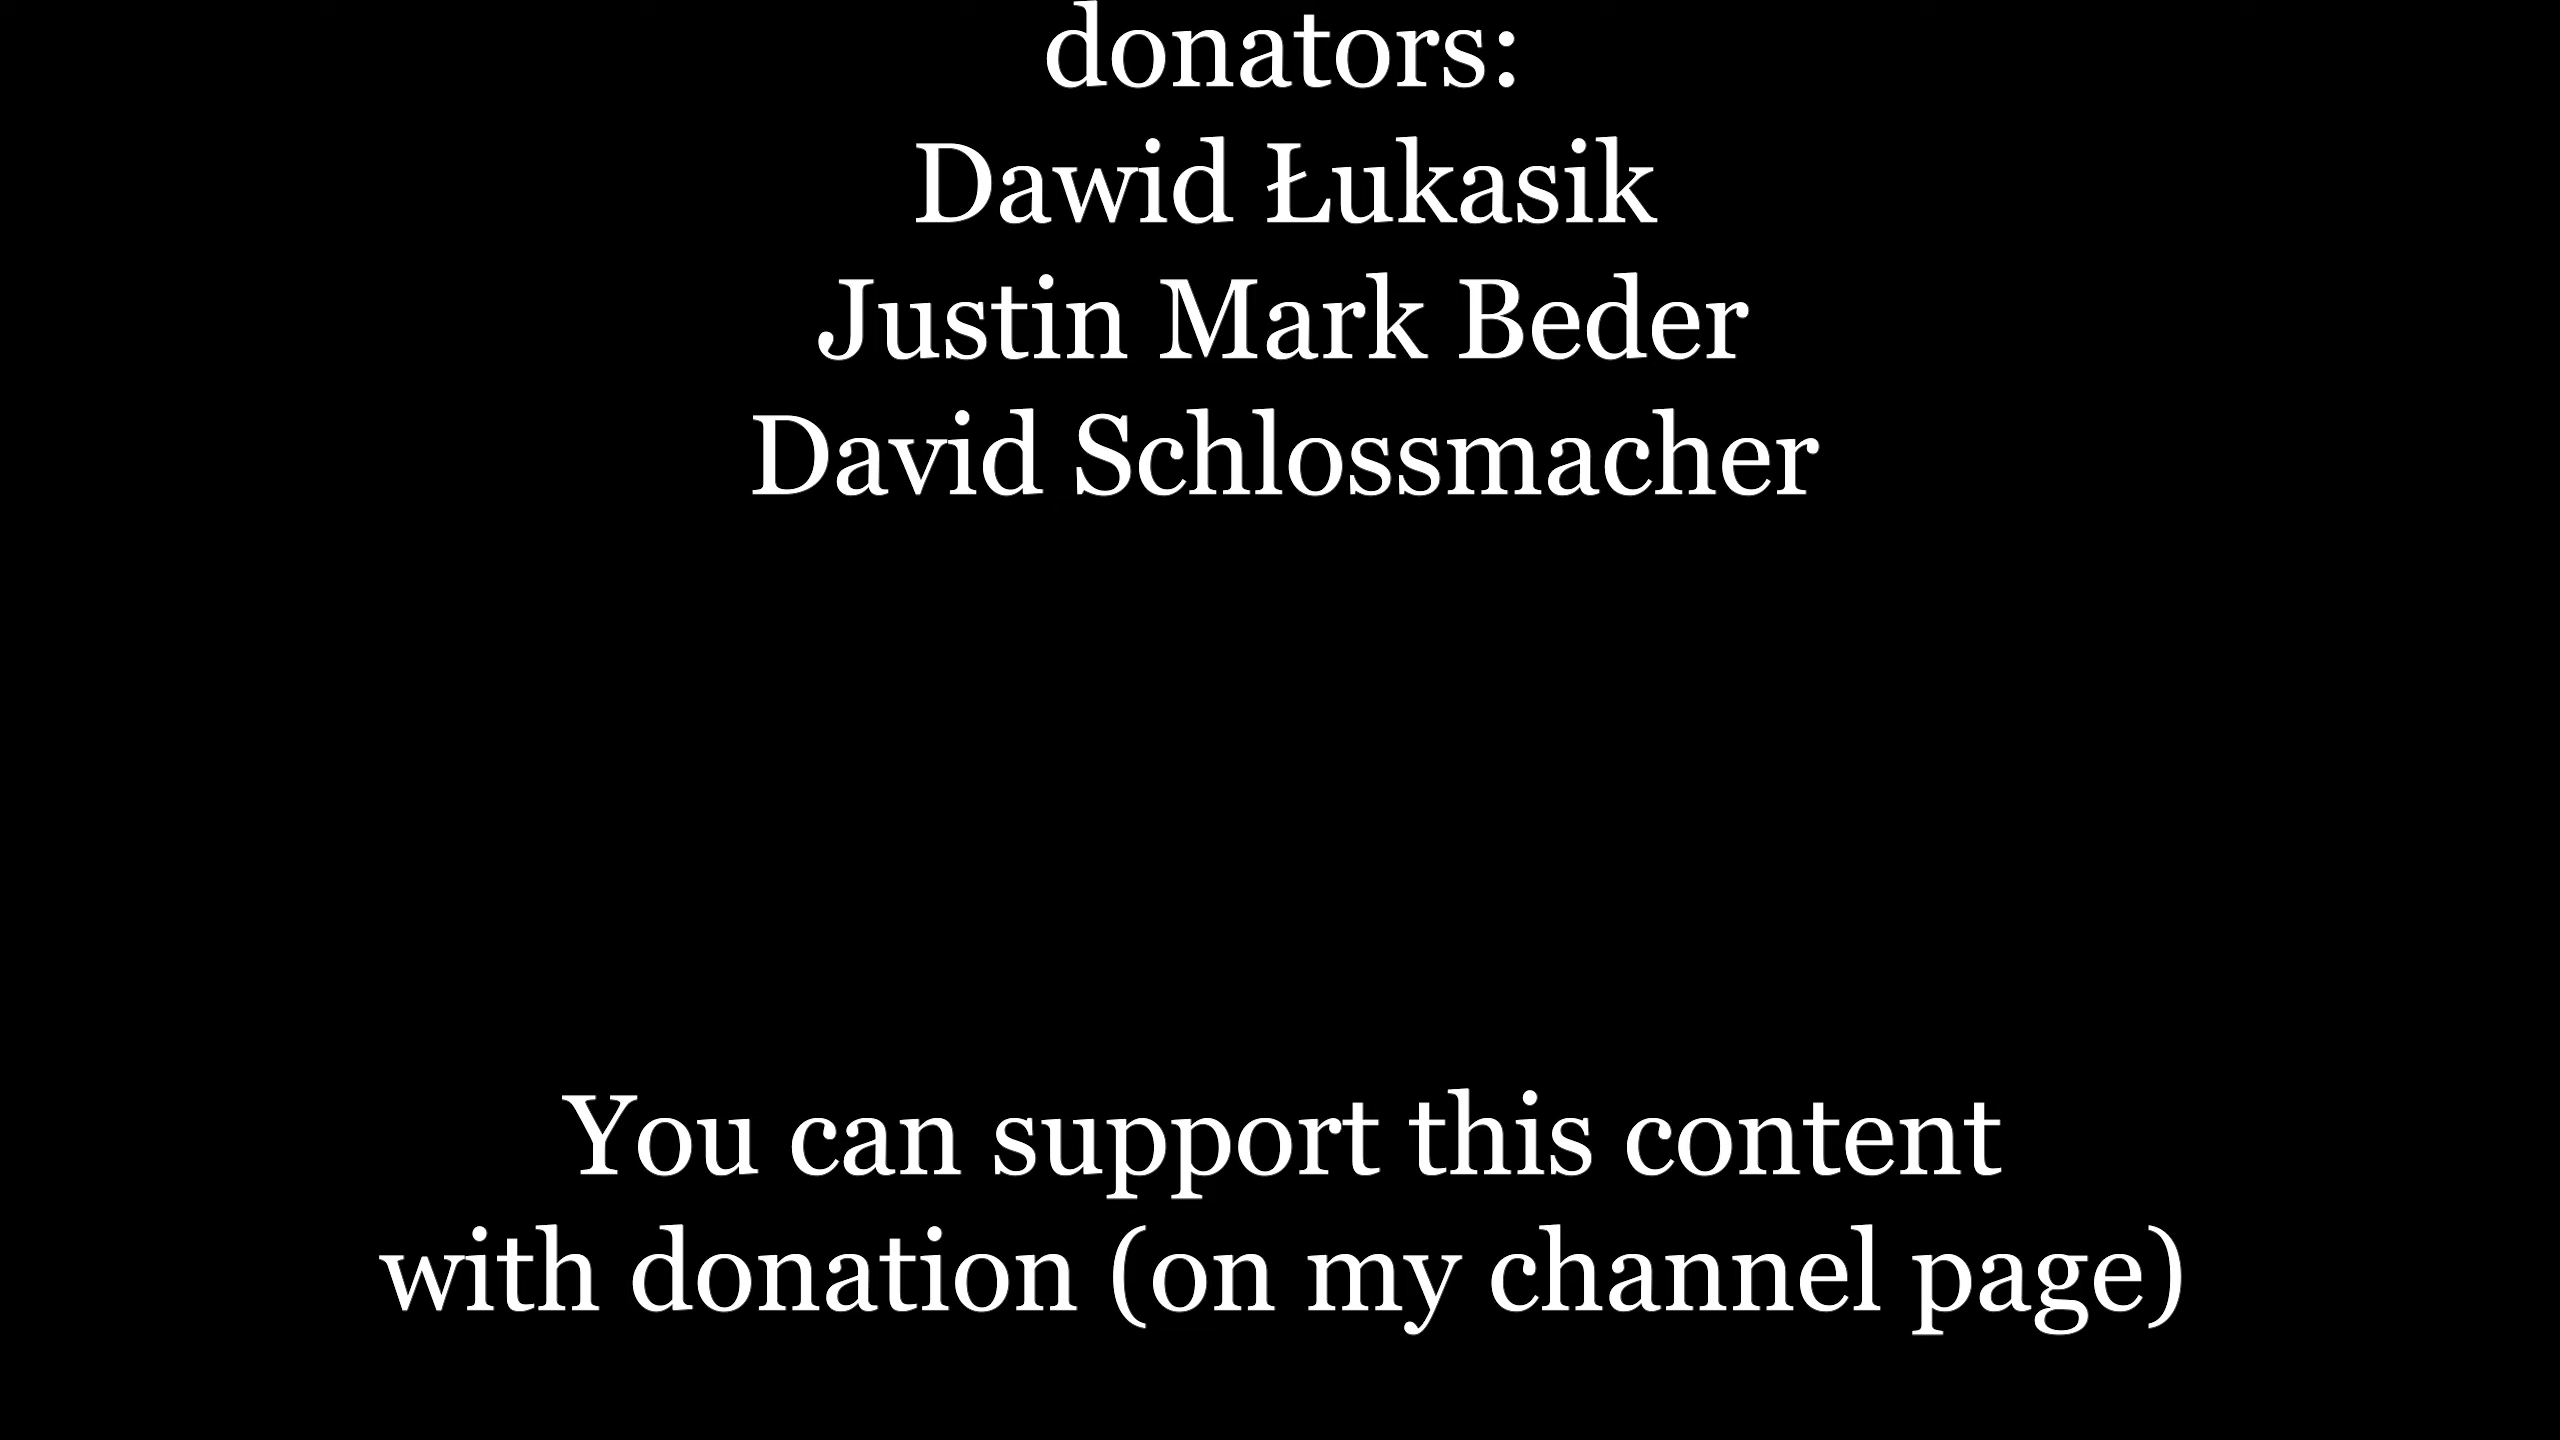 donators:
Dawid Łukasik
Justin Mark Beder
David Schlossmacher
You can support this content
with donation (on my channel page)